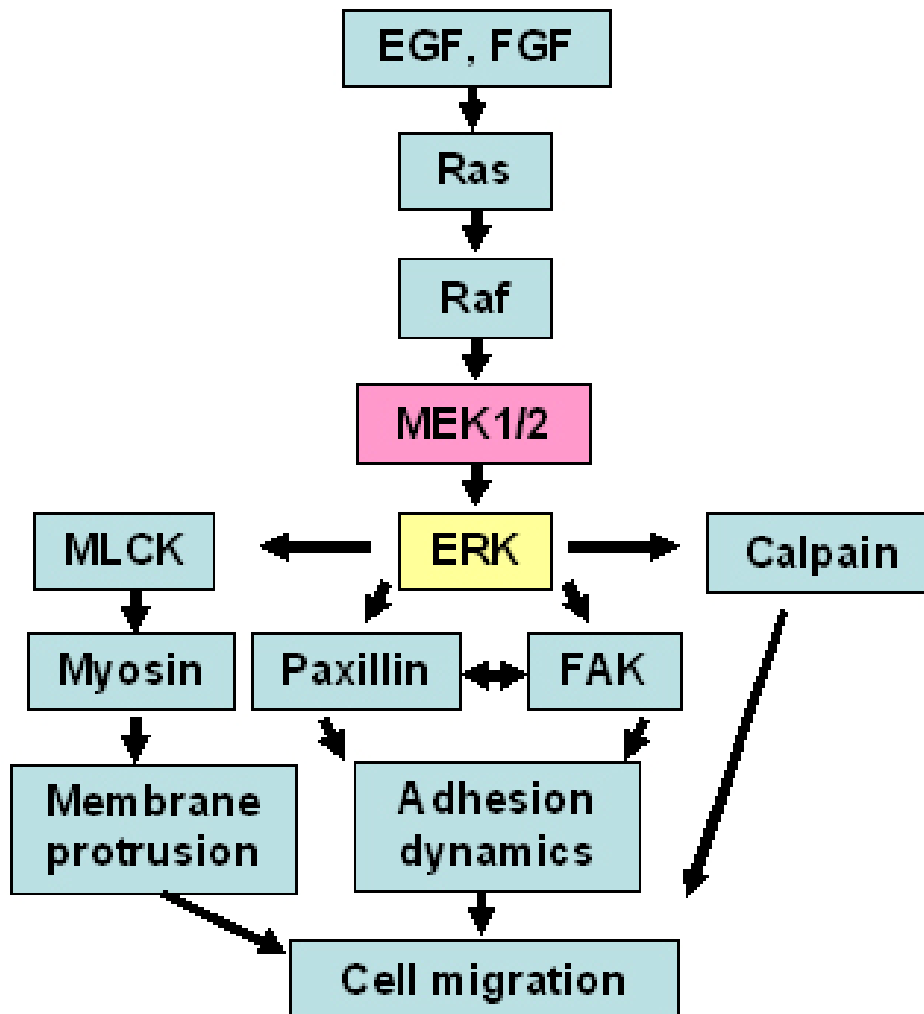 EGF, FGF
Ras
Raf
MEK1/2
MLCK
ERK
Calpain
Myosin
Paxillin
FAK
Membrane
protrusion
Adhesion
dynamics
Cell migration